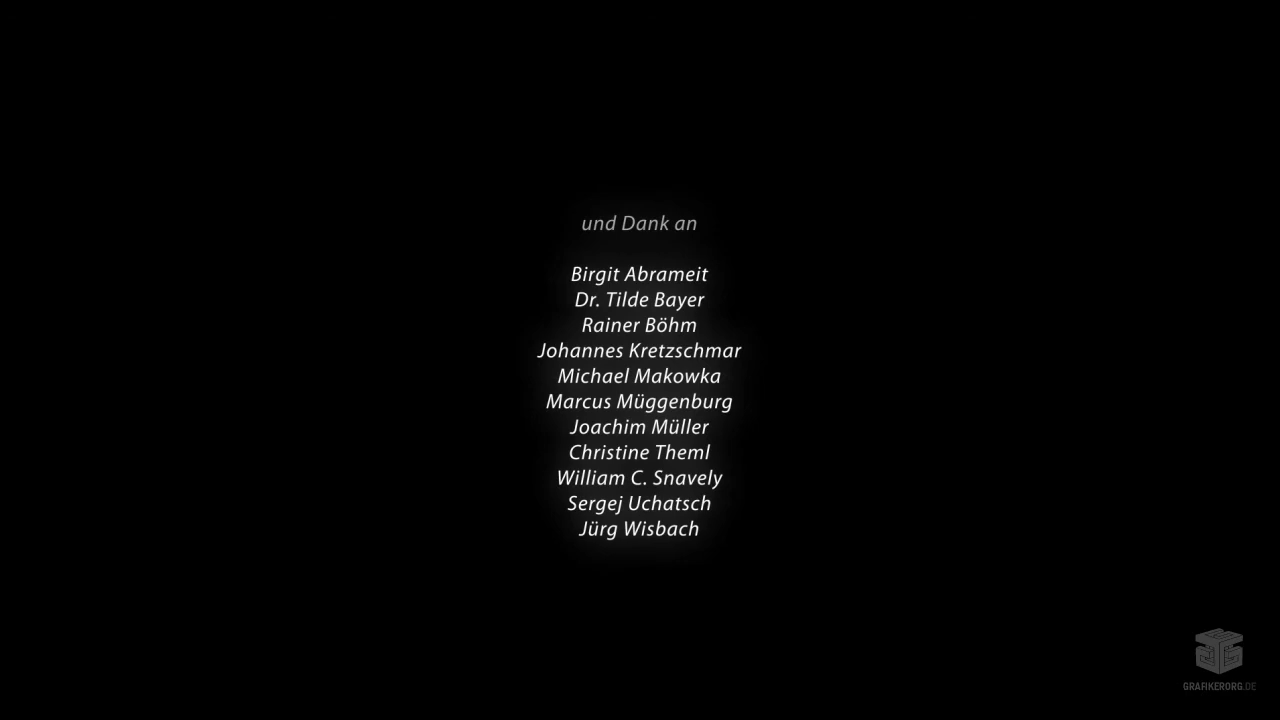 und Dank an
Birgit Abrameit
Dr. Tilde Bayer
Rainer Böhm
Johannes Kretzschmar
Michael Makowka
Marcus Müggenburg
Joachim Müller
Christine Theml
William C. Snavely
Sergej Uchatsch
Jürg Wisbach
GRAFIKERORG.DE